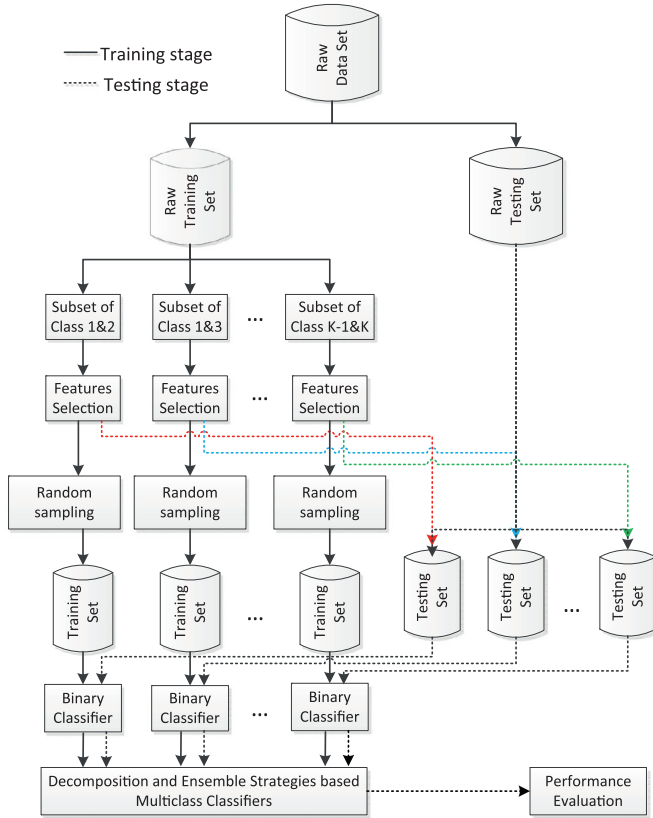 Raw
Data Set
Training stage
Testing stage
Raw
Training
Set
Raw
Testing
Set
Subset of
Class 1&2
Subset of
Class 1&3
...
Subset of
Class K-1&K
Features
Selection
Features
Selection
...
Features
Selection
Random
sampling
Random
sampling
Random
sampling
Training
Set
Training
Set
...
Training
Set
Testing
Set
Testing
Set
...
Testing
Set
Binary
Classifier
Binary
Classifier
...
Binary
Classifier
Decomposition and Ensemble Strategies based
Multiclass Classifiers
Performance
Evaluation